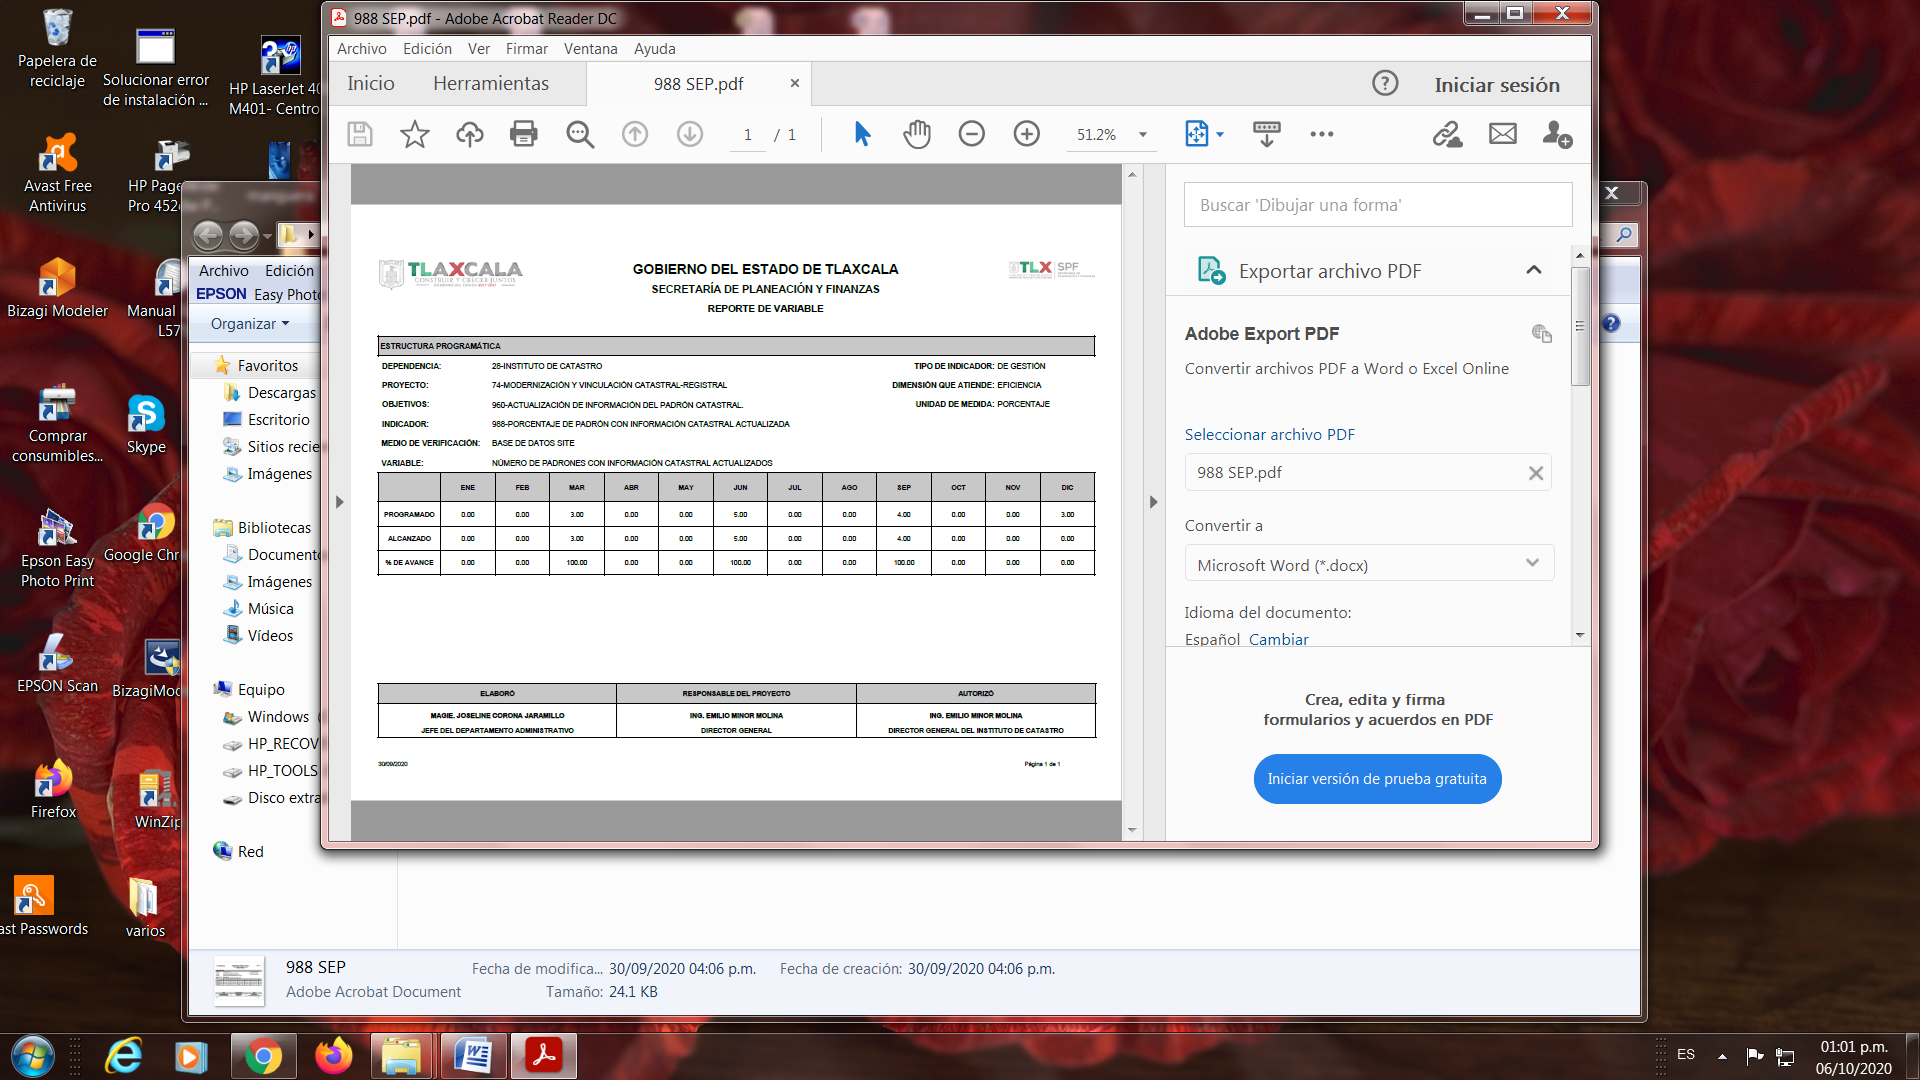 988 SEP.pdf - Adobe Acrobat Reader DC
Archivo Edición Ver Firmar Ventana Ayuda
Inicio Herramientas 988 SEP.pdf × Iniciar sesión
1 / 1 51.2%
TLAXCALA
CONSTRUIR Y CRECER JUNTOS
TLX SPF
GOBIERNO DEL ESTADO DE TLAXCALA
SECRETARÍA DE PLANEACIÓN Y FINANZAS
REPORTE DE VARIABLE
ESTRUCTURA PROGRAMÁTICA
DEPENDENCIA: 28-INSTITUTO DE CATASTRO TIPO DE INDICADOR: DE GESTIÓN
PROYECTO: 74-MODERNIZACIÓN Y VINCULACIÓN CATASTRAL-REGISTRAL DIMENSIÓN QUE ATIENDE: EFICIENCIA
OBJETIVOS: 960-ACTUALIZACIÓN DE INFORMACIÓN DEL PADRÓN CATASTRAL. UNIDAD DE MEDIDA: PORCENTAJE
INDICADOR: 988-PORCENTAJE DE PADRÓN CON INFORMACIÓN CATASTRAL ACTUALIZADA
MEDIO DE VERIFICACIÓN: BASE DE DATOS SITE
VARIABLE: NÚMERO DE PADRONES CON INFORMACIÓN CATASTRAL ACTUALIZADOS
ENE FEB MAR ABR MAY JUN JUL AGO SEP OCT NOV DIC
PROGRAMADO 0.00 0.00 3.00 0.00 0.00 5.00 0.00 0.00 4.00 0.00 0.00 3.00
ALCANZADO 0.00 0.00 3.00 0.00 0.00 5.00 0.00 0.00 4.00 0.00 0.00 0.00
% DE AVANCE 0.00 0.00 100.00 0.00 0.00 100.00 0.00 0.00 100.00 0.00 0.00 0.00
ELABORÓ RESPONSABLE DEL PROYECTO AUTORIZÓ
MAGIE. JOSELINE CORONA JARAMILLO ING. EMILIO MINOR MOLINA ING. EMILIO MINOR MOLINA
JEFE DEL DEPARTAMENTO ADMINISTRATIVO DIRECTOR GENERAL DIRECTOR GENERAL DEL INSTITUTO DE CATASTRO
30/09/2020 Página 1 de 1
Buscar 'Dibujar una forma'
Exportar archivo PDF
Adobe Export PDF
Convertir archivos PDF a Word o Excel Online
Seleccionar archivo PDF
988 SEP.pdf
Convertir a
Microsoft Word (*.docx)
Idioma del documento:
Español Cambiar
Crea, edita y firma
formularios y acuerdos en PDF
Iniciar versión de prueba gratuita
Papelera de
reciclaje
Solucionar error
de instalación ...
HP LaserJet 40
M401- Centro
Avast Free
Antivirus
HP Page
Pro 452
Bizagi Modeler
Manual
L57
Comprar
consumibles...
Skype
Epson Easy
Photo Print
Google Chr
EPSON Scan
BizagiMod
Firefox
WinZip
ast Passwords
varios
Archivo Edición
EPSON Easy Photo
Organizar
Favoritos
Descargas
Escritorio
Sitios recie
Imágenes
Bibliotecas
Documento
Imágenes
Música
Vídeos
Equipo
Windows
HP_RECOV
HP_TOOLS
Disco extra
Red
988 SEP Fecha de modifica... 30/09/2020 04:06 p.m. Fecha de creación: 30/09/2020 04:06 p.m.
Adobe Acrobat Document Tamaño: 24.1 KB
ES
01:01 p.m.
06/10/2020